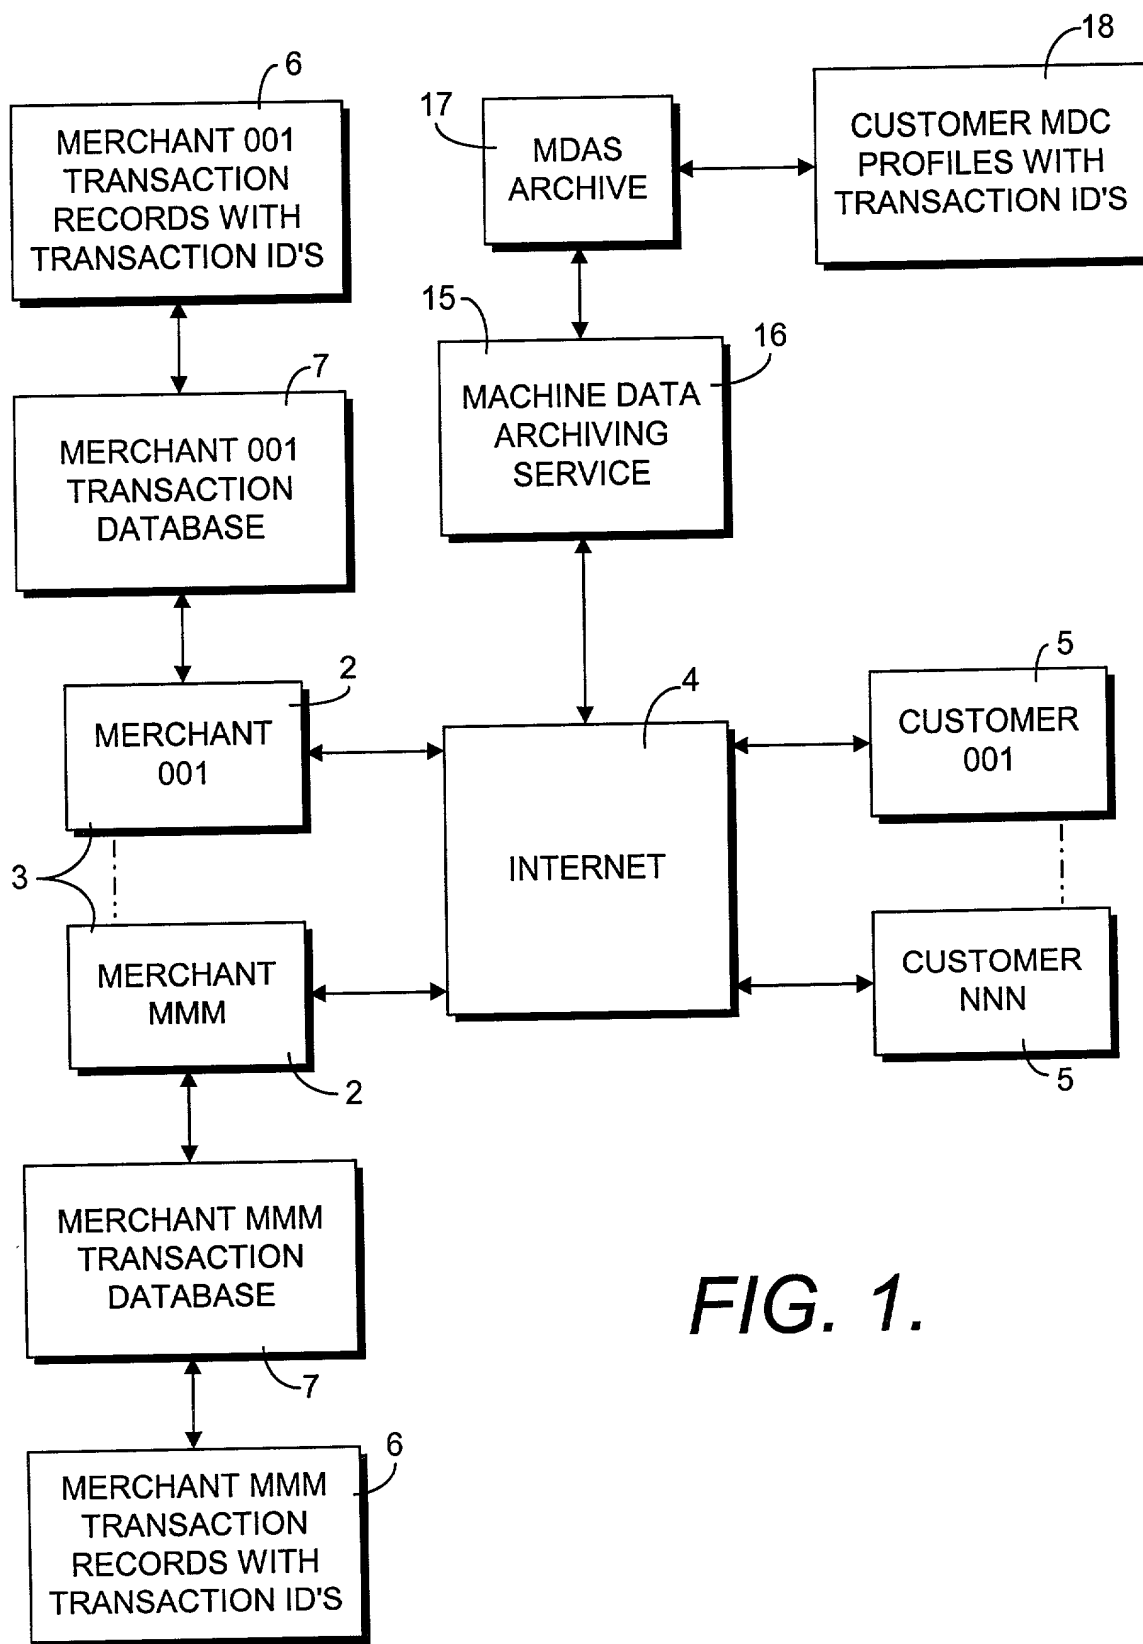 18
6
17
MERCHANT 001
TRANSACTION
RECORDS WITH
TRANSACTION ID'S
MDAS
ARCHIVE
CUSTOMER MDC
PROFILES WITH
TRANSACTION ID'S
15
16
7
MACHINE DATA
ARCHIVING
SERVICE
MERCHANT 001
TRANSACTION
DATABASE
2
4
5
MERCHANT
001
CUSTOMER
001
3
INTERNET
MERCHANT
MMM
CUSTOMER
NNN
2
5
MERCHANT MMM
TRANSACTION
DATABASE
FIG. 1.
7
6
MERCHANT MMM
TRANSACTION
RECORDS WITH
TRANSACTION ID'S